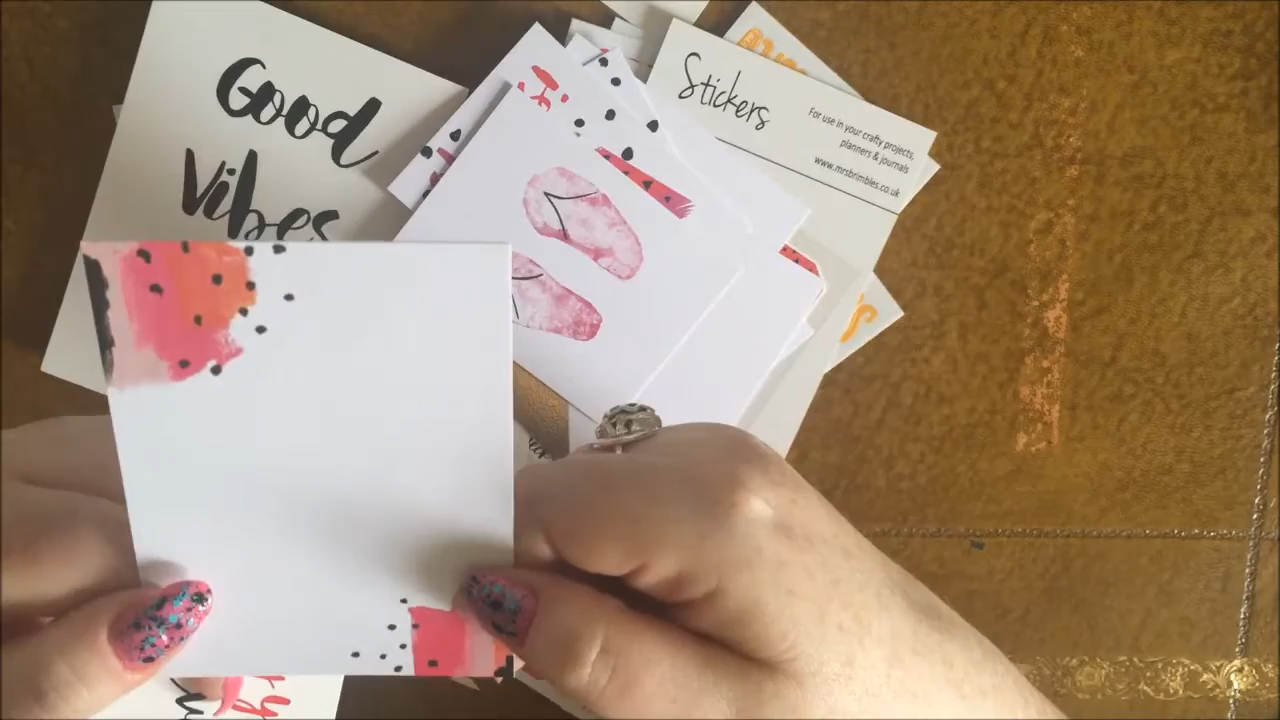 Good
Vibes
Stickers
For use in your crafty projects,
planners & journals
www.mrsbrimbles.co.uk